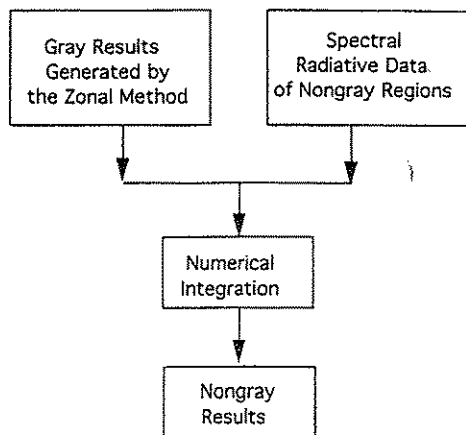 Gray Results
Generated by
the Zonal Method
Spectral
Radiative Data
of Nongray Regions
Numerical
Integration
Nongray
Results